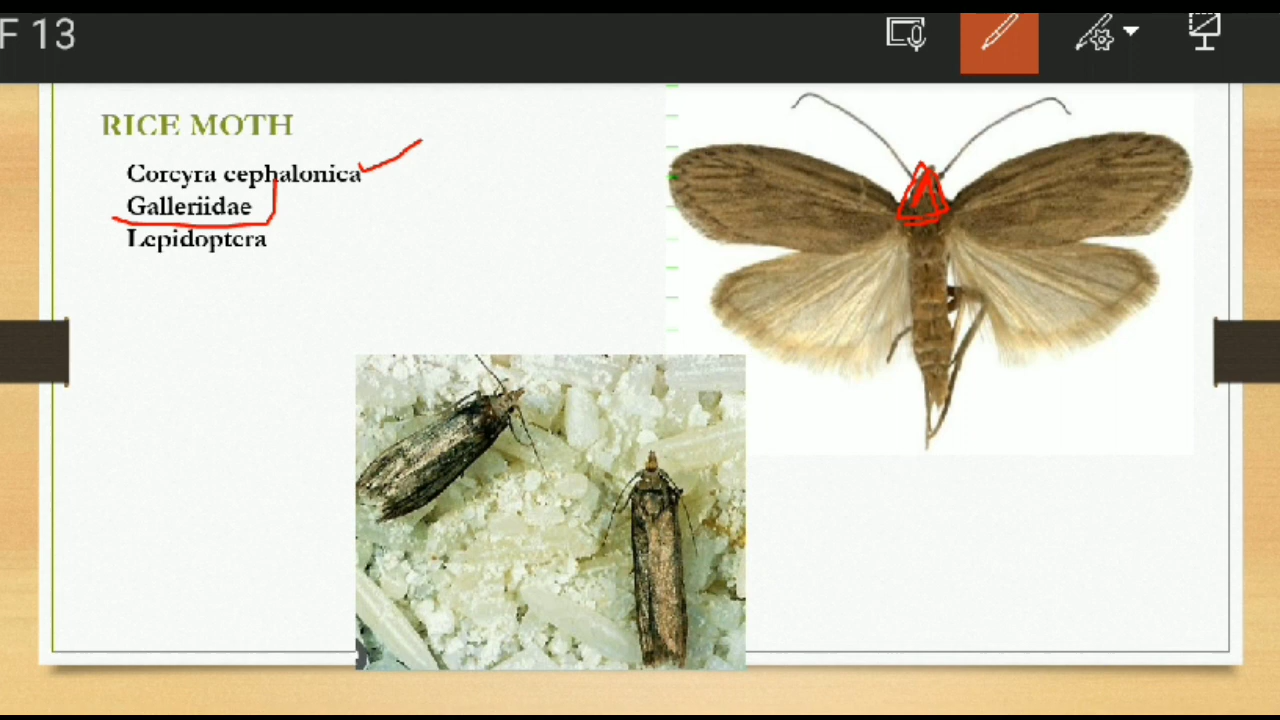 F 13
RICE MOTH
Corcyra cephalonica
Galleriidae
Lepidoptera